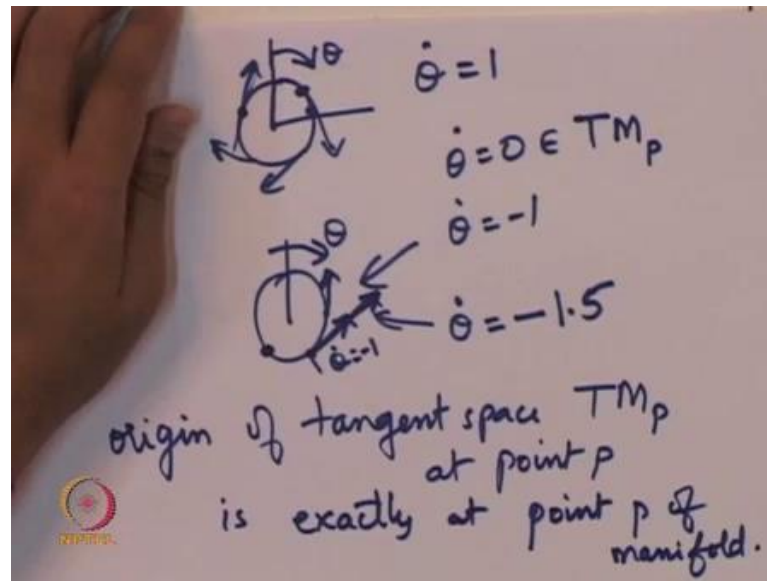 θ
θ̇ = 1
θ̇ = 0 ∈ TMₚ
θ̇ = -1
θ
θ̇ = -1.5
θ̇=-1
origin of tangent space TMₚ
at point p
is exactly at point p of
manifold.
NPTEL